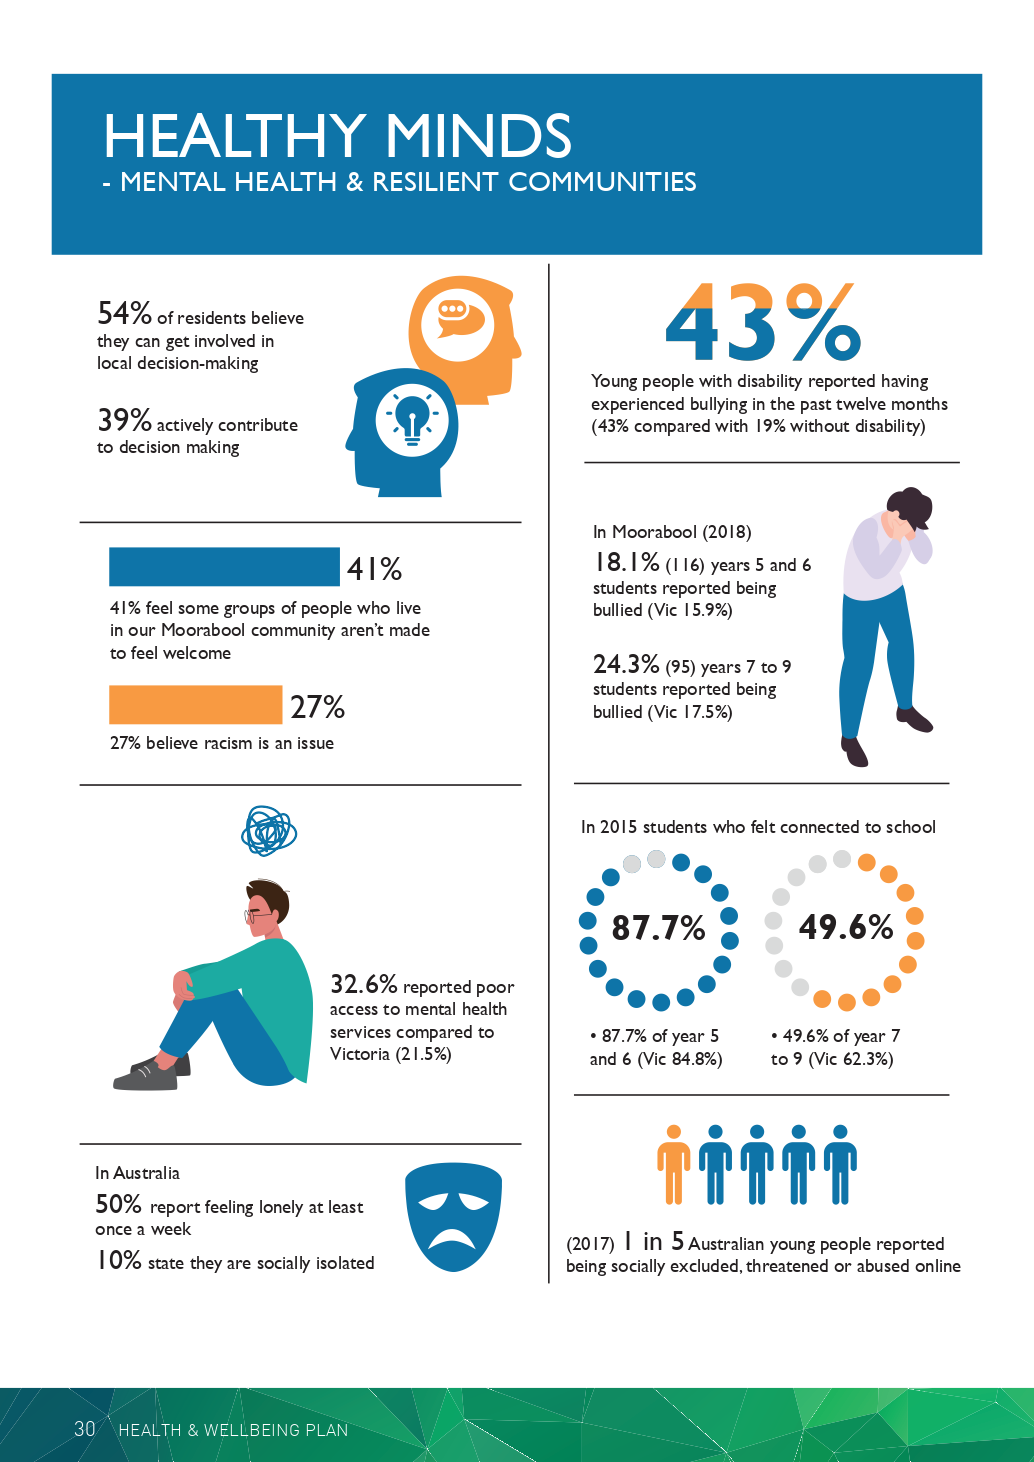 HEALTHY MINDS
- MENTAL HEALTH & RESILIENT COMMUNITIES
54% of residents believe
they can get involved in
local decision-making
39% actively contribute
to decision making
41%
41% feel some groups of people who live
in our Moorabool community aren't made
to feel welcome
27%
27% believe racism is an issue
32.6% reported poor
access to mental health
services compared to
Victoria (21.5%)
In Australia
50% report feeling lonely at least
once a week
10% state they are socially isolated
43%
Young people with disability reported having
experienced bullying in the past twelve months
(43% compared with 19% without disability)
In Moorabool (2018)
18.1% (116) years 5 and 6
students reported being
bullied (Vic 15.9%)
24.3% (95) years 7 to 9
students reported being
bullied (Vic 17.5%)
In 2015 students who felt connected to school
87.7%
• 87.7% of year 5
and 6 (Vic 84.8%)
49.6%
• 49.6% of year 7
to 9 (Vic 62.3%)
(2017) 1 in 5 Australian young people reported
being socially excluded, threatened or abused online
30 HEALTH & WELLBEING PLAN